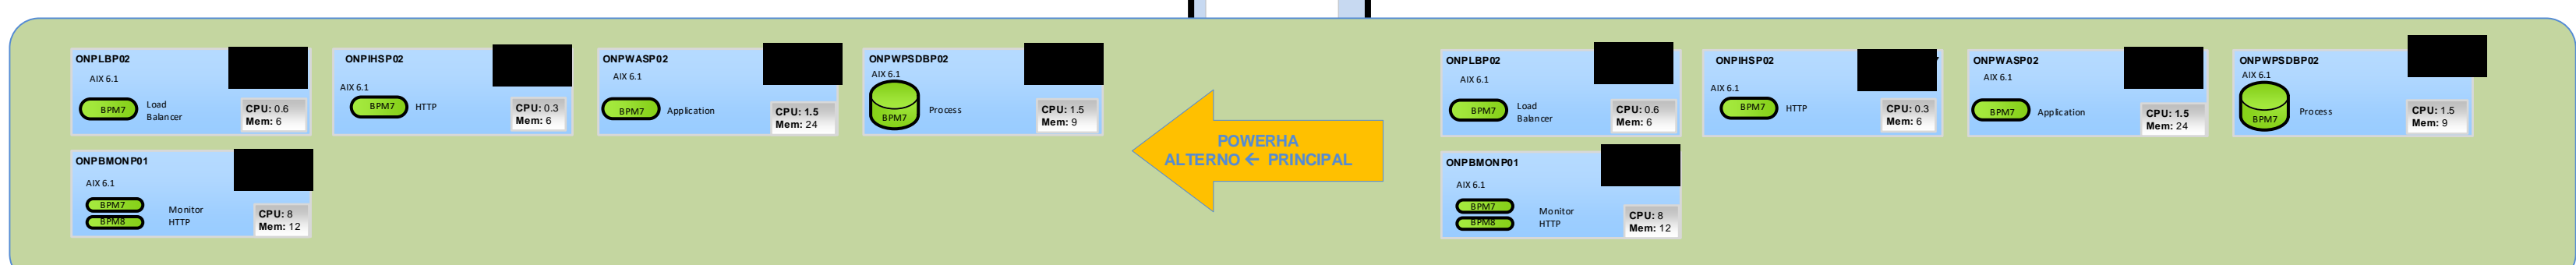 ONPLBP02
AIX 6.1
BPM7
Load
Balancer
CPU: 0.6
Mem: 6
ONPIHSP02
AIX 6.1
BPM7
HTTP
CPU: 0.3
Mem: 6
ONPWASP02
AIX 6.1
BPM7
Application
CPU: 1.5
Mem: 24
ONPWPSDBP02
AIX 6.1
BPM7
Process
CPU: 1.5
Mem: 9
ONPBMONP01
AIX 6.1
BPM7
BPM8
Monitor
HTTP
CPU: 8
Mem: 12
POWERHA
ALTERNO ← PRINCIPAL
ONPLBP02
AIX 6.1
BPM7
Load
Balancer
CPU: 0.6
Mem: 6
ONPIHSP02
AIX 6.1
BPM7
HTTP
CPU: 0.3
Mem: 6
ONPWASP02
AIX 6.1
BPM7
Application
CPU: 1.5
Mem: 24
ONPWPSDBP02
AIX 6.1
BPM7
Process
CPU: 1.5
Mem: 9
ONPBMONP01
AIX 6.1
BPM7
BPM8
Monitor
HTTP
CPU: 8
Mem: 12